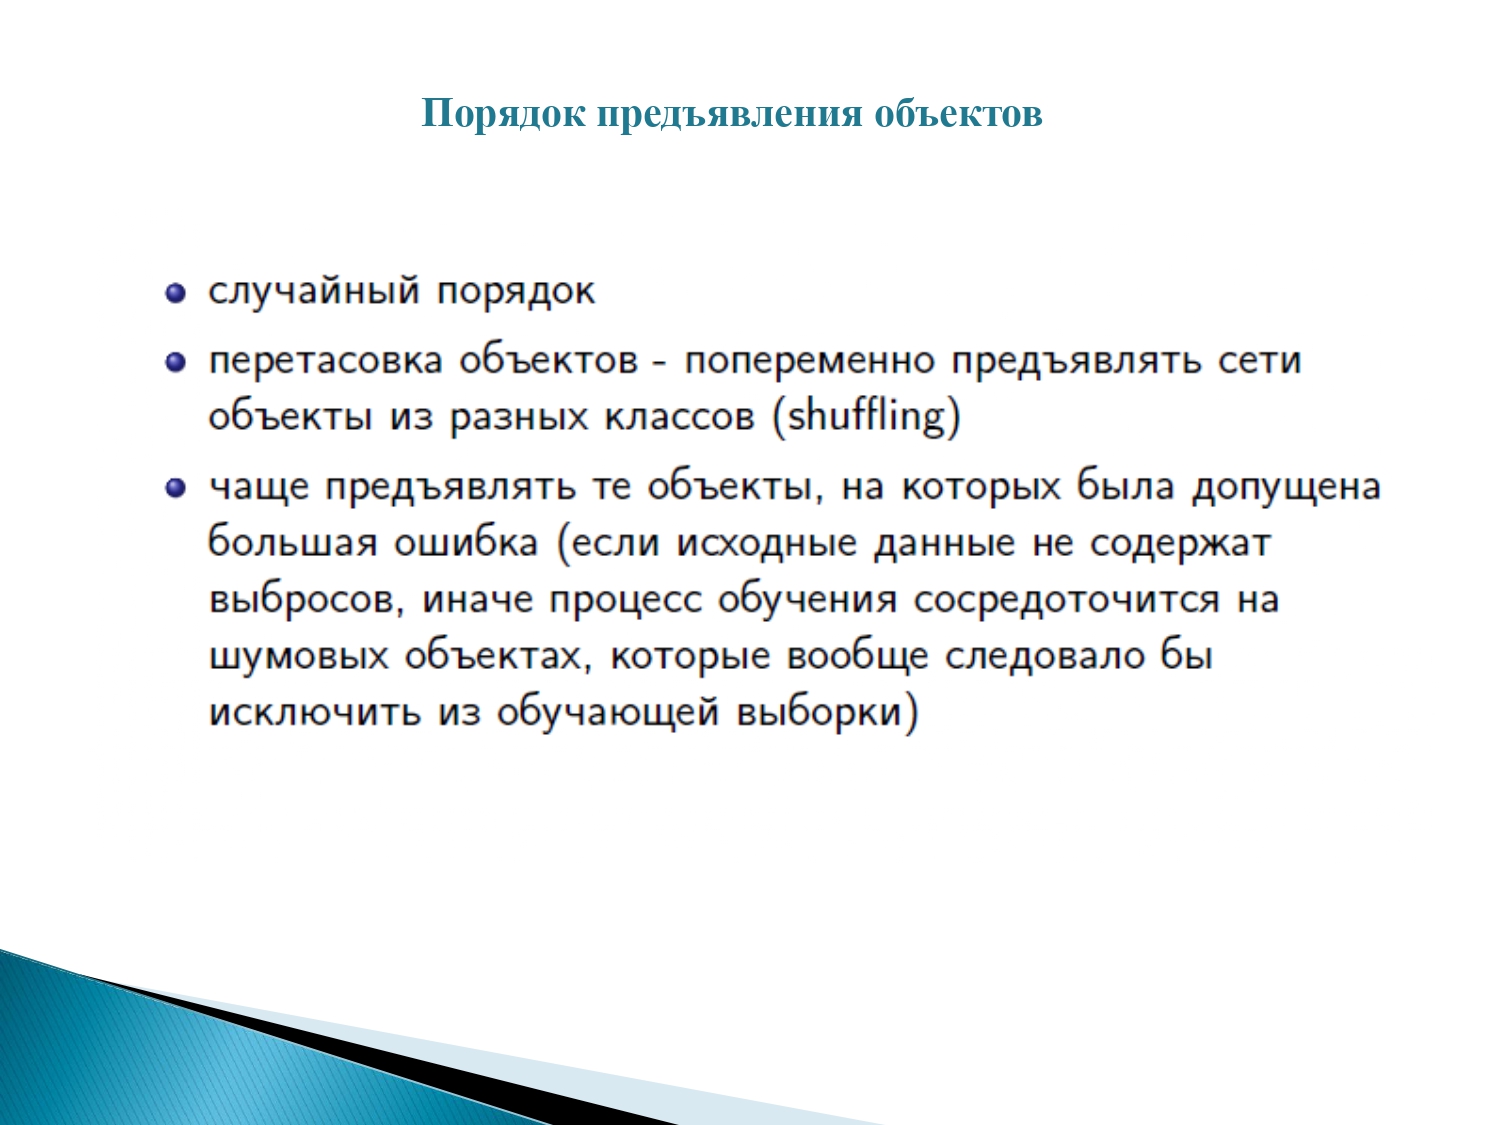 Порядок предъявления объектов
случайный порядок
перетасовка объектов - попеременно предъявлять сети
объекты из разных классов (shuffling)
чаще предъявлять те объекты, на которых была допущена
большая ошибка (если исходные данные не содержат
выбросов, иначе процесс обучения сосредоточится на
шумовых объектах, которые вообще следовало бы
исключить из обучающей выборки)